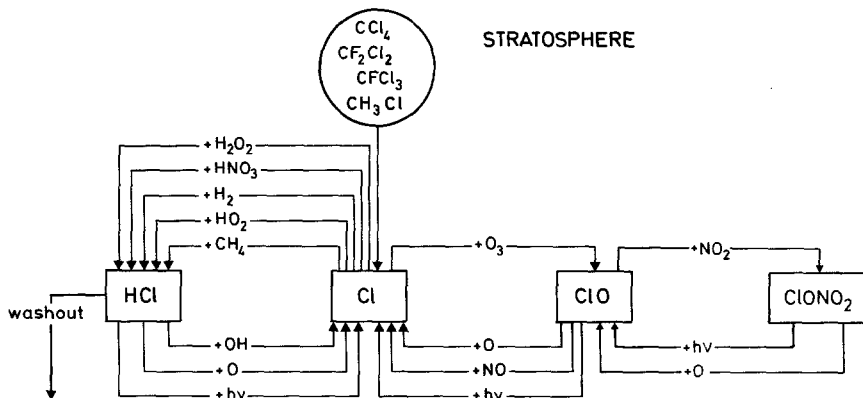 CCl₄
STRATOSPHERE
CF₂Cl₂
CFCl₃
CH₃Cl
+H₂O₂
+HNO₃
+H₂
+HO₂
+CH₄
+O₃
+NO₂
HCl
Cl
ClO
ClONO₂
washout
+OH
+O
+hν
+O
+NO
+hν
+hν
+O